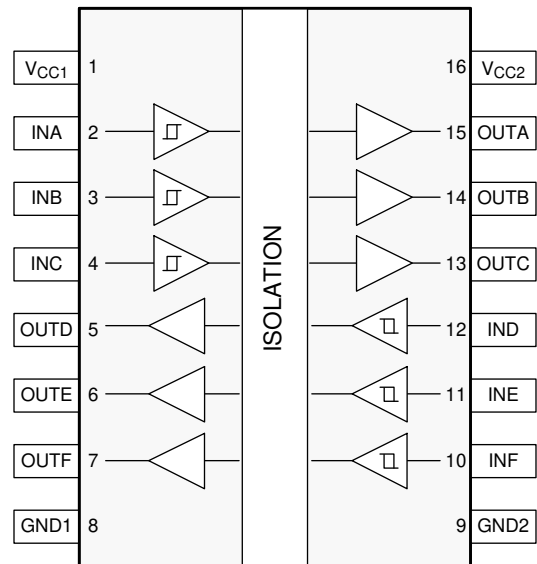 VCC1 1 16 VCC2
INA 2 15 OUTA
INB 3 14 OUTB
INC 4 13 OUTC
OUTD 5 12 IND
OUTE 6 11 INE
OUTF 7 10 INF
GND1 8 9 GND2
ISOLATION